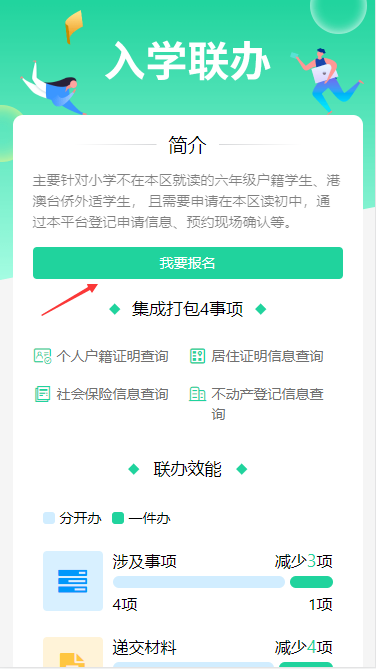 入学联办
简介
主要针对小学不在本区就读的六年级户籍学生、港
澳台侨外适学生， 且需要申请在本区读初中，通
过本平台登记申请信息、预约现场确认等。
我要报名
集成打包4事项
个人户籍证明查询
居住证明信息查询
社会保险信息查询
不动产登记信息查
询
联办效能
分开办 一件办
涉及事项 减少3项
4项 1项
递交材料 减少4项